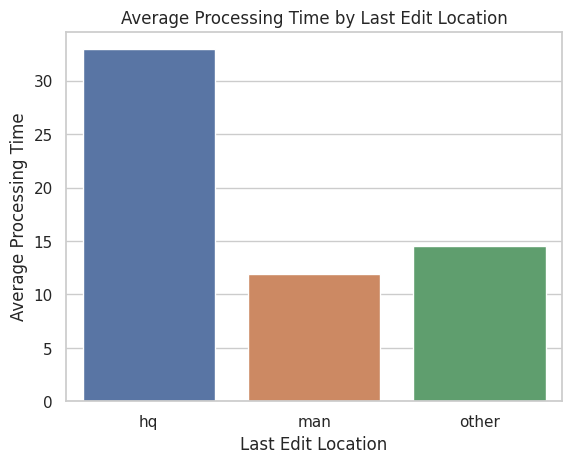 Average Processing Time by Last Edit Location
Average Processing Time
30
25
20
15
10
5
0
hq man other
Last Edit Location